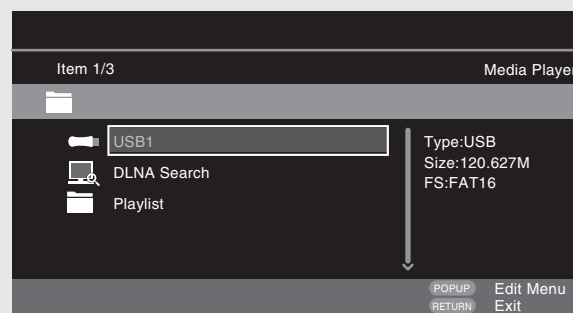 Item 1/3
Media Player
USB1
DLNA Search
Playlist
Type:USB
Size:120.627M
FS:FAT16
POPUP Edit Menu
RETURN Exit